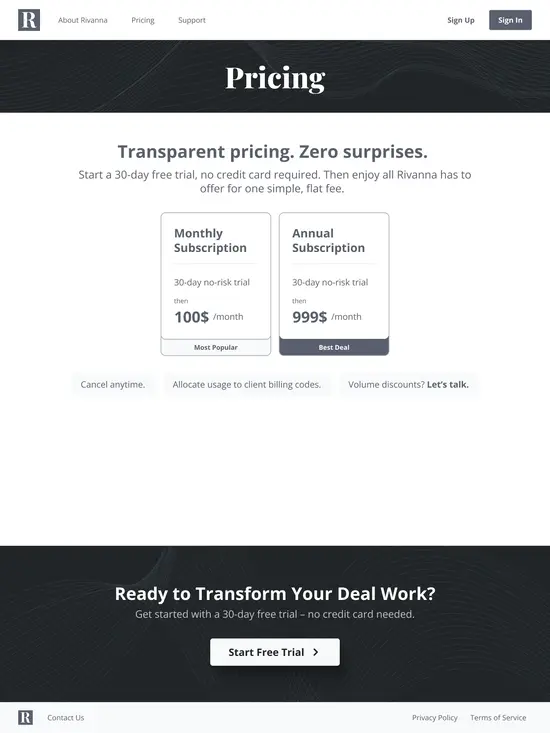 R About Rivanna Pricing Support Sign Up Sign In
Pricing
Transparent pricing. Zero surprises.
Start a 30-day free trial, no credit card required. Then enjoy all Rivanna has to
offer for one simple, flat fee.
Monthly
Subscription
30-day no-risk trial
then
100$ /month
Most Popular
Annual
Subscription
30-day no-risk trial
then
999$ /month
Best Deal
Cancel anytime. Allocate usage to client billing codes. Volume discounts? Let's talk.
Ready to Transform Your Deal Work?
Get started with a 30-day free trial – no credit card needed.
Start Free Trial
R Contact Us Privacy Policy Terms of Service